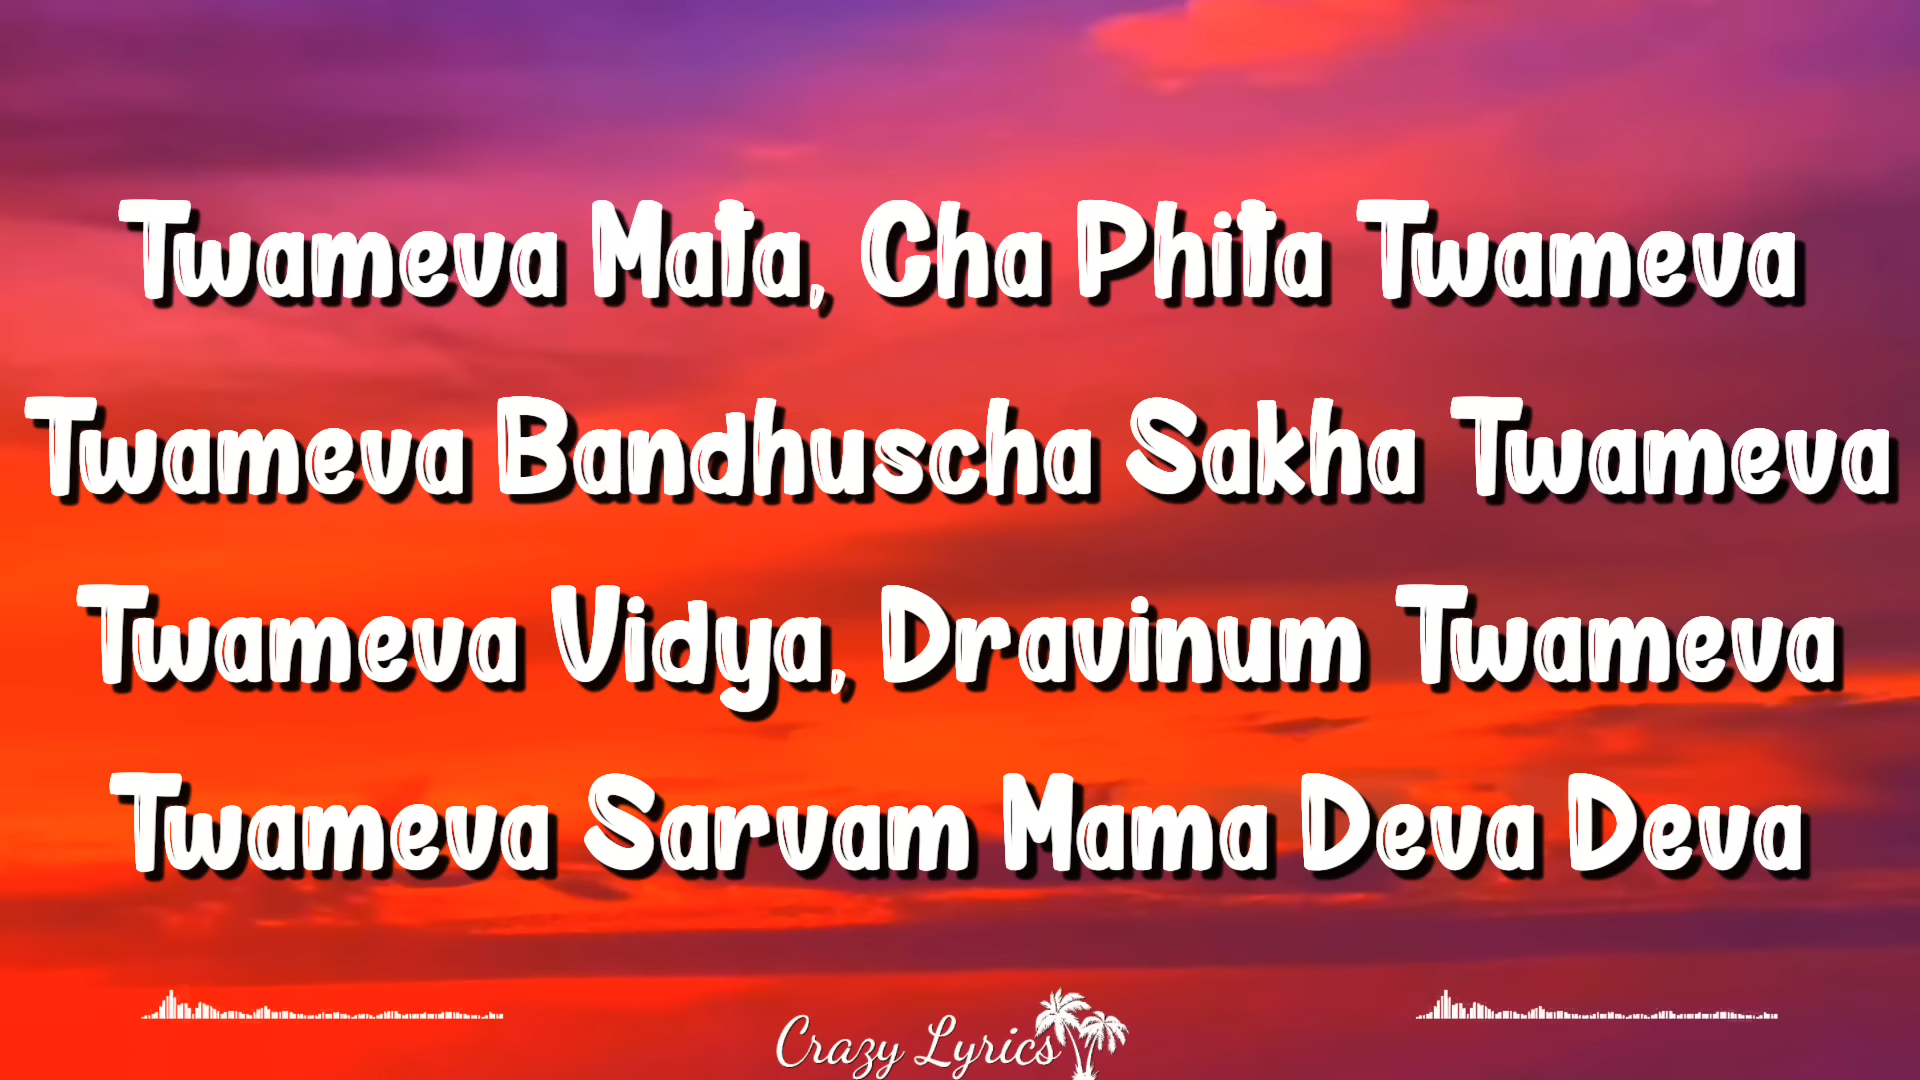 Twameva Mata, Cha Phita Twameva
Twameva Bandhuscha Sakha Twameva
Twameva Vidya, Dravinum Twameva
Twameva Sarvam Mama Deva Deva
Crazy Lyrics